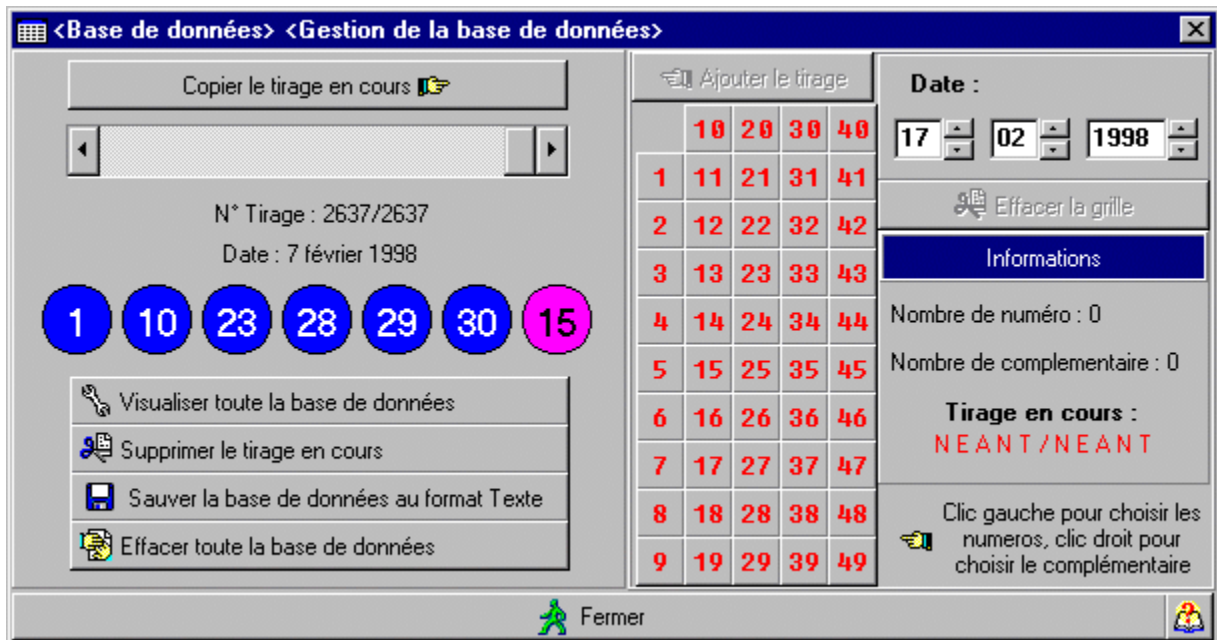 <Base de données> <Gestion de la base de données>
Copier le tirage en cours
N° Tirage : 2637/2637
Date : 7 février 1998
1 10 23 28 29 30 15
Visualiser toute la base de données
Supprimer le tirage en cours
Sauver la base de données au format Texte
Effacer toute la base de données
Ajouter le tirage
10 20 30 40
1 11 21 31 41
2 12 22 32 42
3 13 23 33 43
4 14 24 34 44
5 15 25 35 45
6 16 26 36 46
7 17 27 37 47
8 18 28 38 48
9 19 29 39 49
Date :
17 02 1998
Effacer la grille
Informations
Nombre de numéro : 0
Nombre de complementaire : 0
Tirage en cours :
NEANT/NEANT
Clic gauche pour choisir les
numeros, clic droit pour
choisir le complémentaire
Fermer